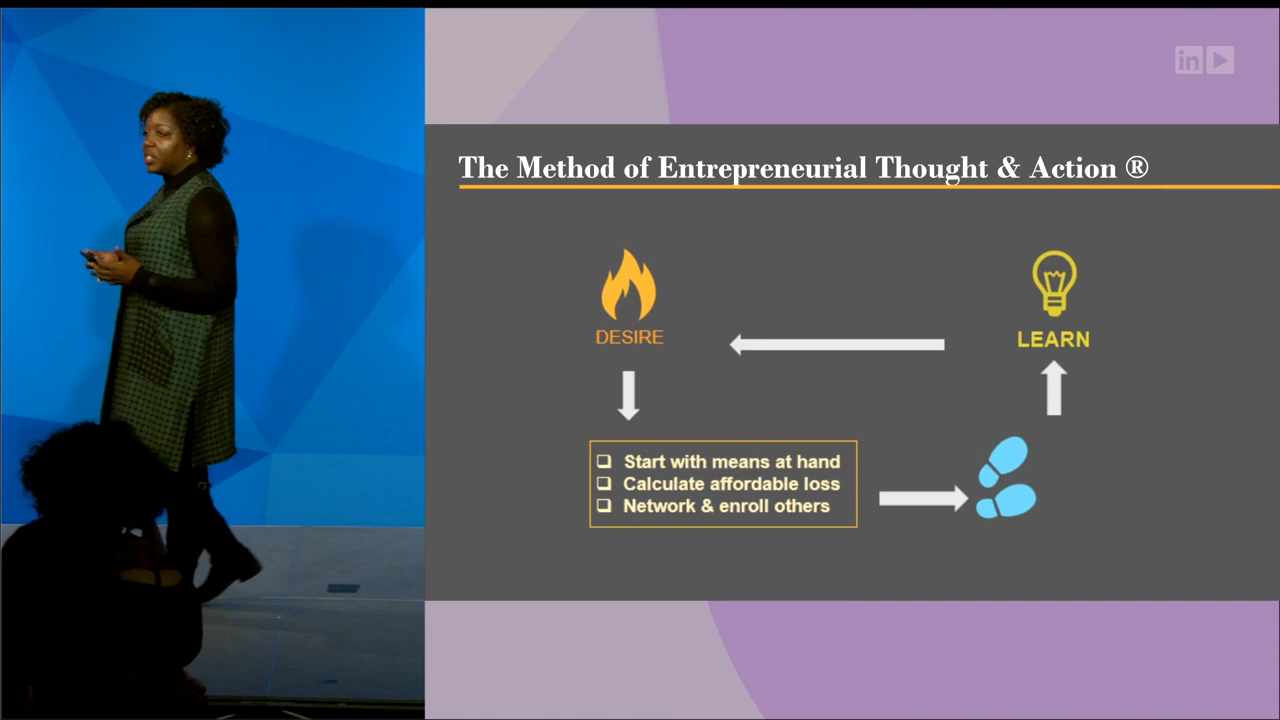 in
The Method of Entrepreneurial Thought & Action ®
DESIRE
LEARN
Start with means at hand
Calculate affordable loss
Network & enroll others